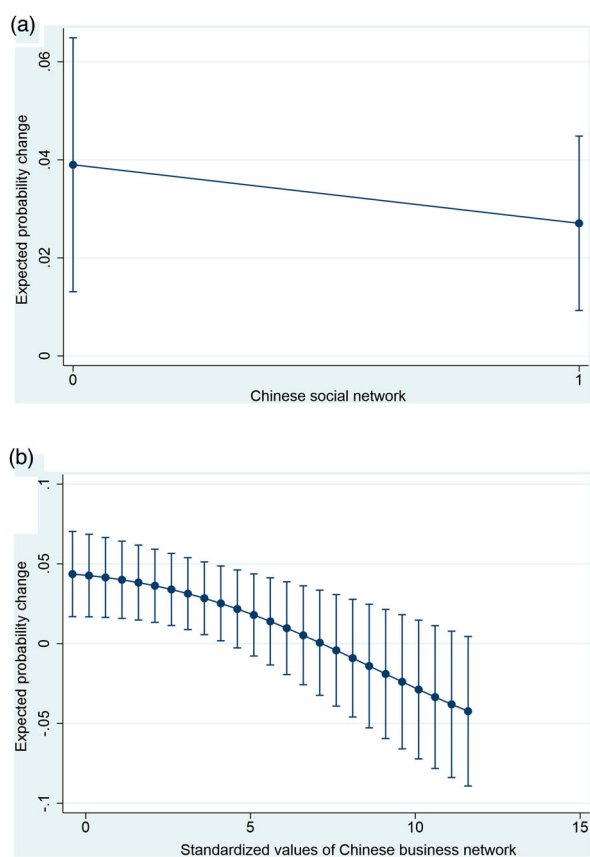 (a)
.06
.04
.02
0
Expected probability change
0
1
Chinese social network
(b)
.1
.05
0
-.05
-.1
Expected probability change
0
5
10
15
Standardized values of Chinese business network